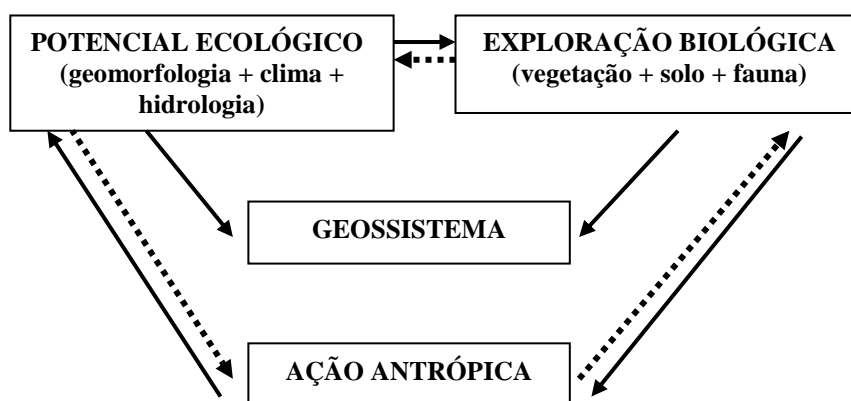 POTENCIAL ECOLÓGICO
(geomorfologia + clima +
hidrologia)
EXPLORAÇÃO BIOLÓGICA
(vegetação + solo + fauna)
GEOSSISTEMA
AÇÃO ANTRÓPICA